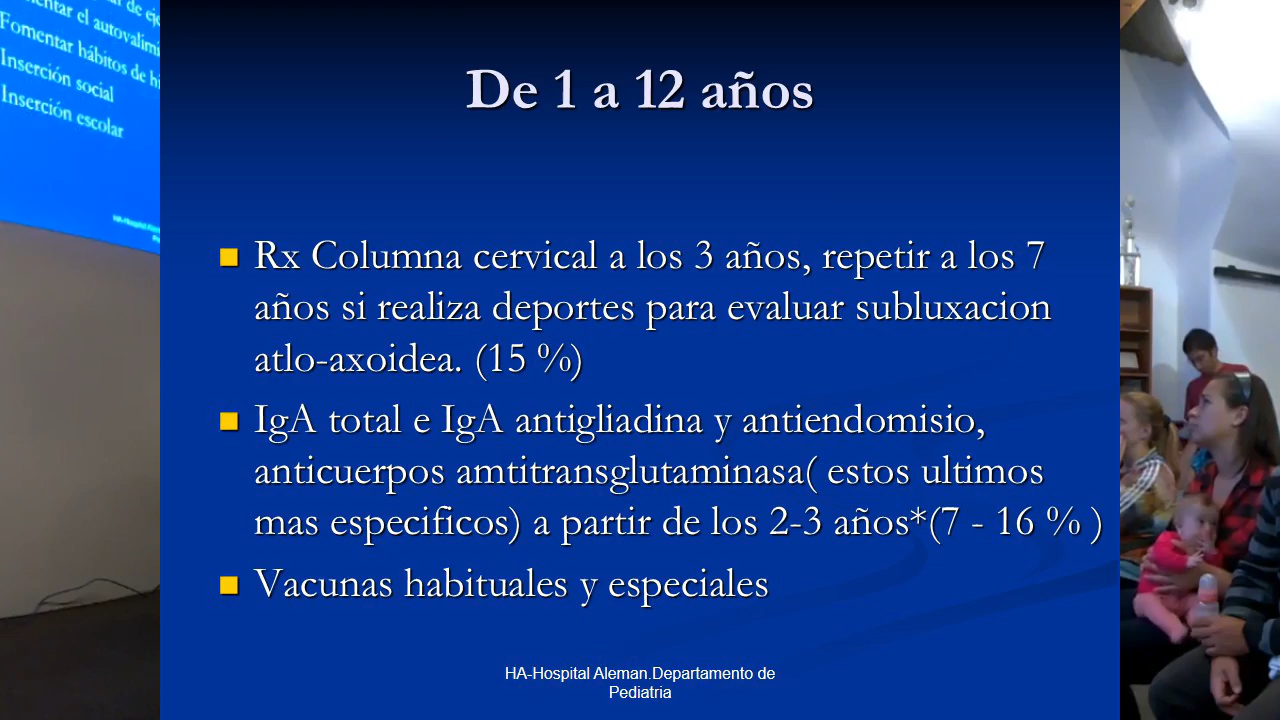 el autovalimi
Fomentar hábitos de hi
Inserción social
Inserción escolar
De 1 a 12 años
Rx Columna cervical a los 3 años, repetir a los 7
años si realiza deportes para evaluar subluxacion
atlo-axoidea. (15 %)
IgA total e IgA antigliadina y antiendomisio,
anticuerpos amtitransglutaminasa( estos ultimos
mas especificos) a partir de los 2-3 años*(7 - 16 % )
Vacunas habituales y especiales
HA-Hospital Aleman.Departamento de
Pediatria